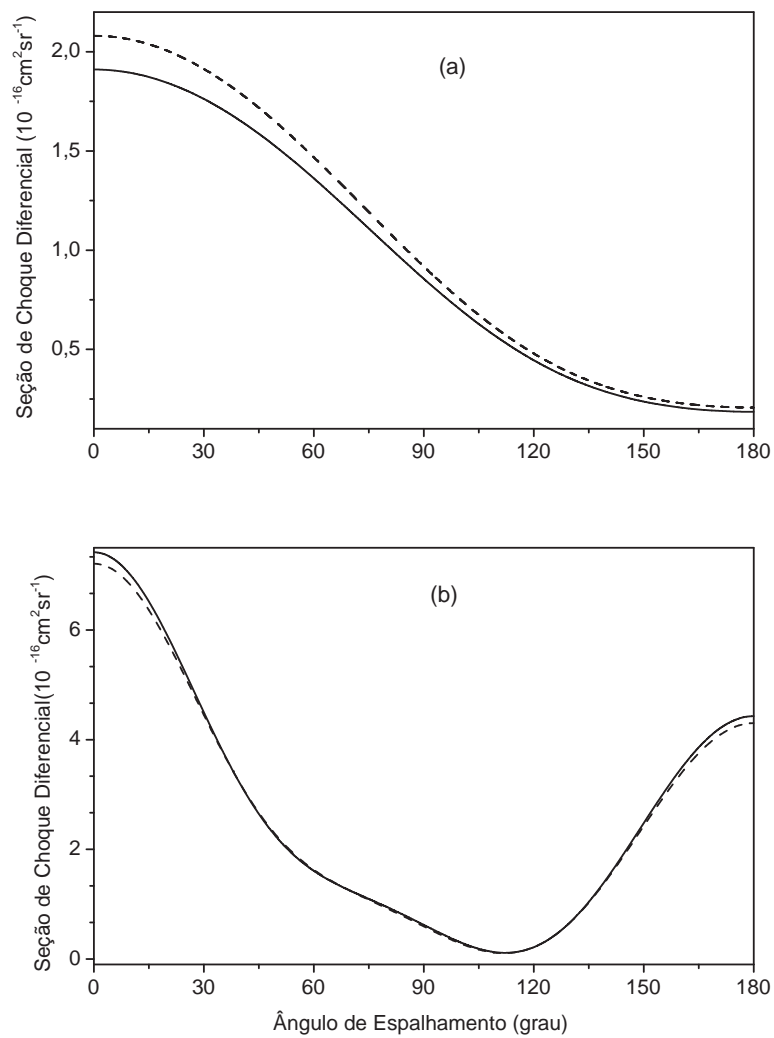 Seção de Choque Diferencial (10 ⁻¹⁶cm²sr⁻¹)
(a)
2,0
1,5
1,0
0,5
0 30 60 90 120 150 180
Seção de Choque Diferencial(10 ⁻¹⁶cm²sr⁻¹)
(b)
6
4
2
0
0 30 60 90 120 150 180
Ângulo de Espalhamento (grau)